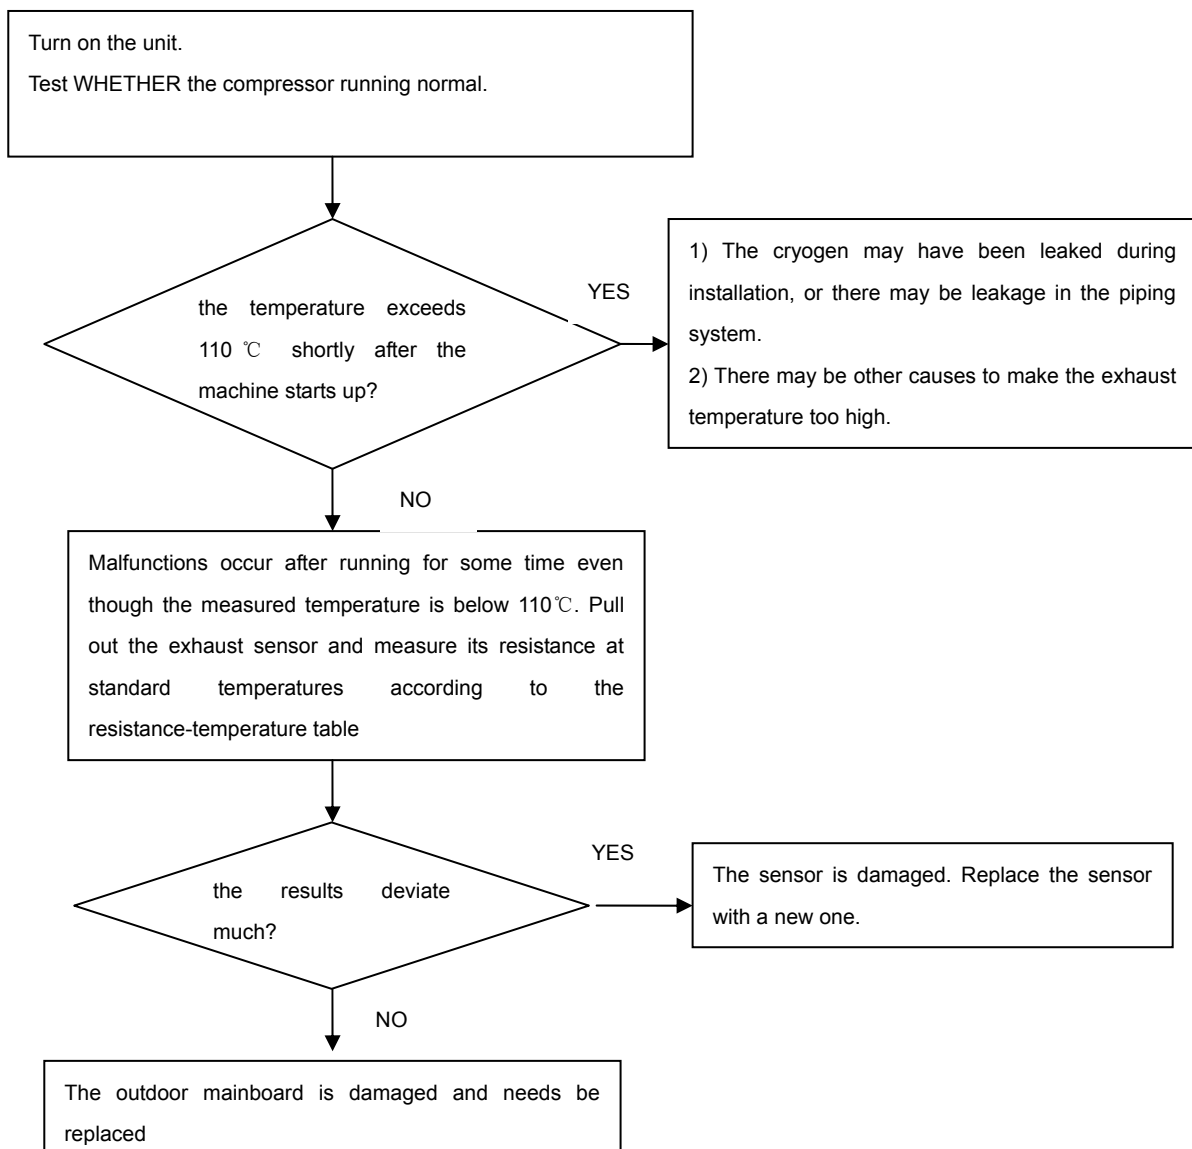 Turn on the unit.
Test WHETHER the compressor running normal.
the temperature exceeds
110 ℃ shortly after the
machine starts up?
YES
1) The cryogen may have been leaked during
installation, or there may be leakage in the piping
system.
2) There may be other causes to make the exhaust
temperature too high.
NO
Malfunctions occur after running for some time even
though the measured temperature is below 110℃. Pull
out the exhaust sensor and measure its resistance at
standard temperatures according to the
resistance-temperature table
the results deviate
much?
YES
The sensor is damaged. Replace the sensor
with a new one.
NO
The outdoor mainboard is damaged and needs be
replaced